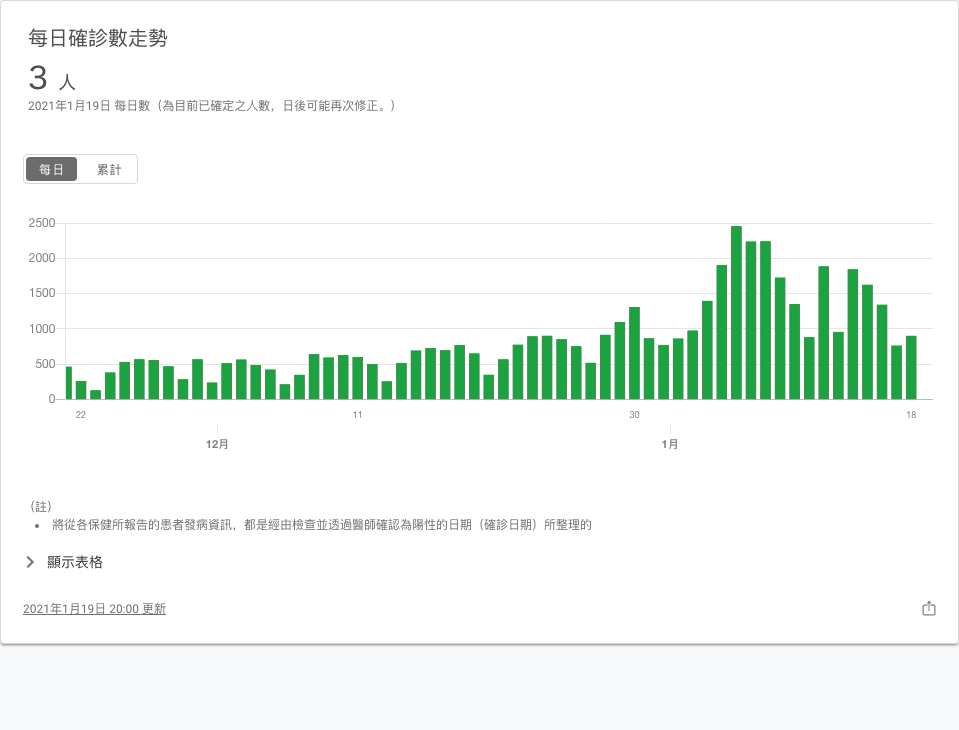 每日確診數走勢
3 人
2021年1月19日 每日數（為目前已確定之人數，日後可能再次修正。）
每日 累計
2500
2000
1500
1000
500
0
22 11 30 18
12月 1月
（註）
• 將從各保健所報告的患者發病資訊，都是經由檢查並透過醫師確認為陽性的日期（確診日期）所整理的
顯示表格
2021年1月19日 20:00 更新